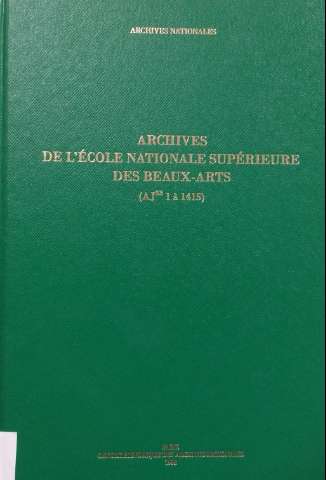 ARCHIVES NATIONALES
ARCHIVES
DE L'ÉCOLE NATIONALE SUPÉRIEURE
DES BEAUX-ARTS
(AJ⁵² 1 à 1415)